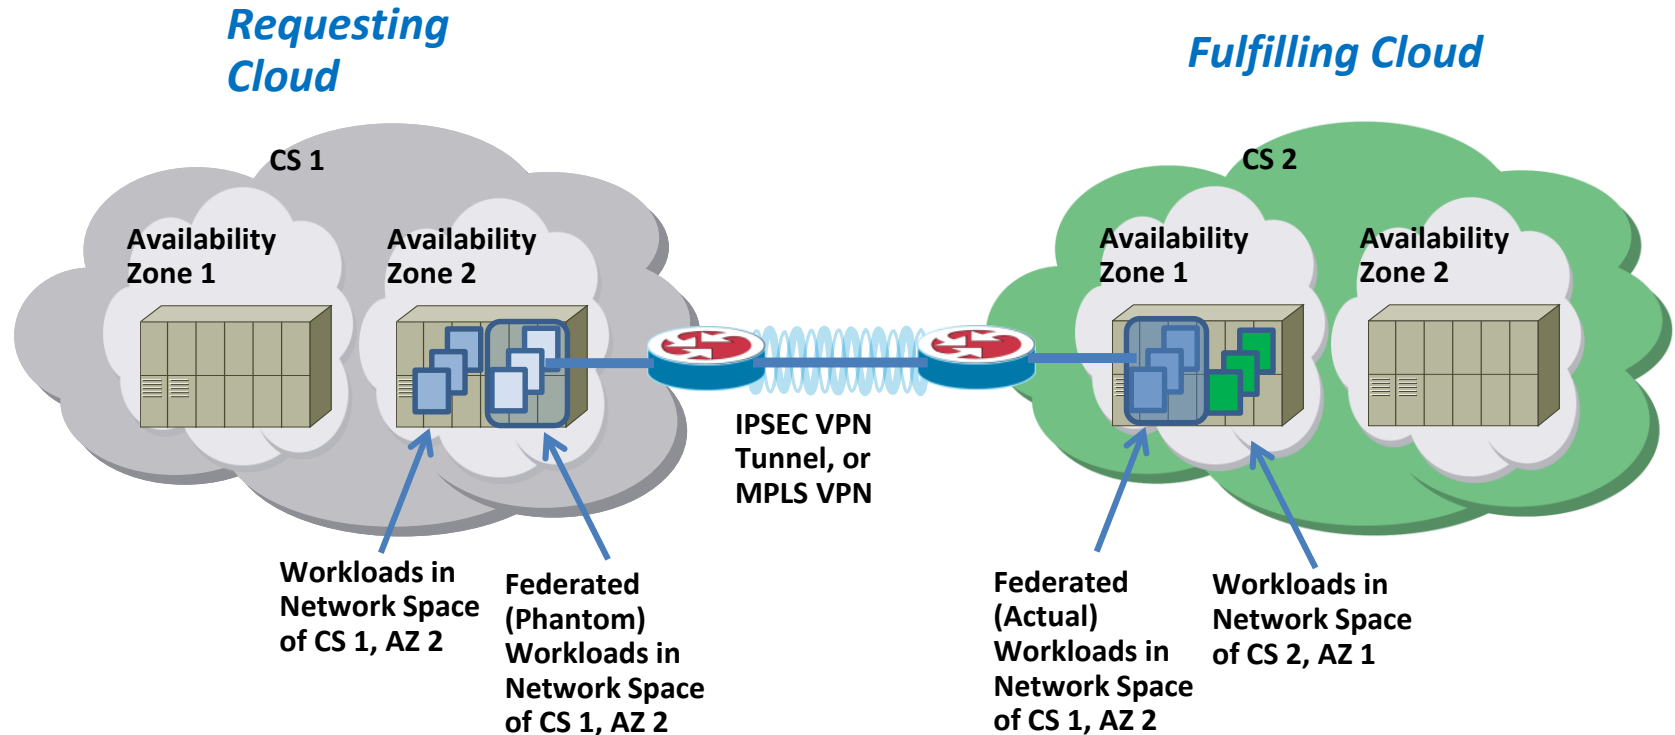 Requesting
Cloud
Fulfilling Cloud
CS 1
CS 2
Availability
Zone 1
Availability
Zone 2
Availability
Zone 1
Availability
Zone 2
IPSEC VPN
Tunnel, or
MPLS VPN
Workloads in
Network Space
of CS 1, AZ 2
Federated
(Phantom)
Workloads in
Network Space
of CS 1, AZ 2
Federated
(Actual)
Workloads in
Network Space
of CS 1, AZ 2
Workloads in
Network Space
of CS 2, AZ 1